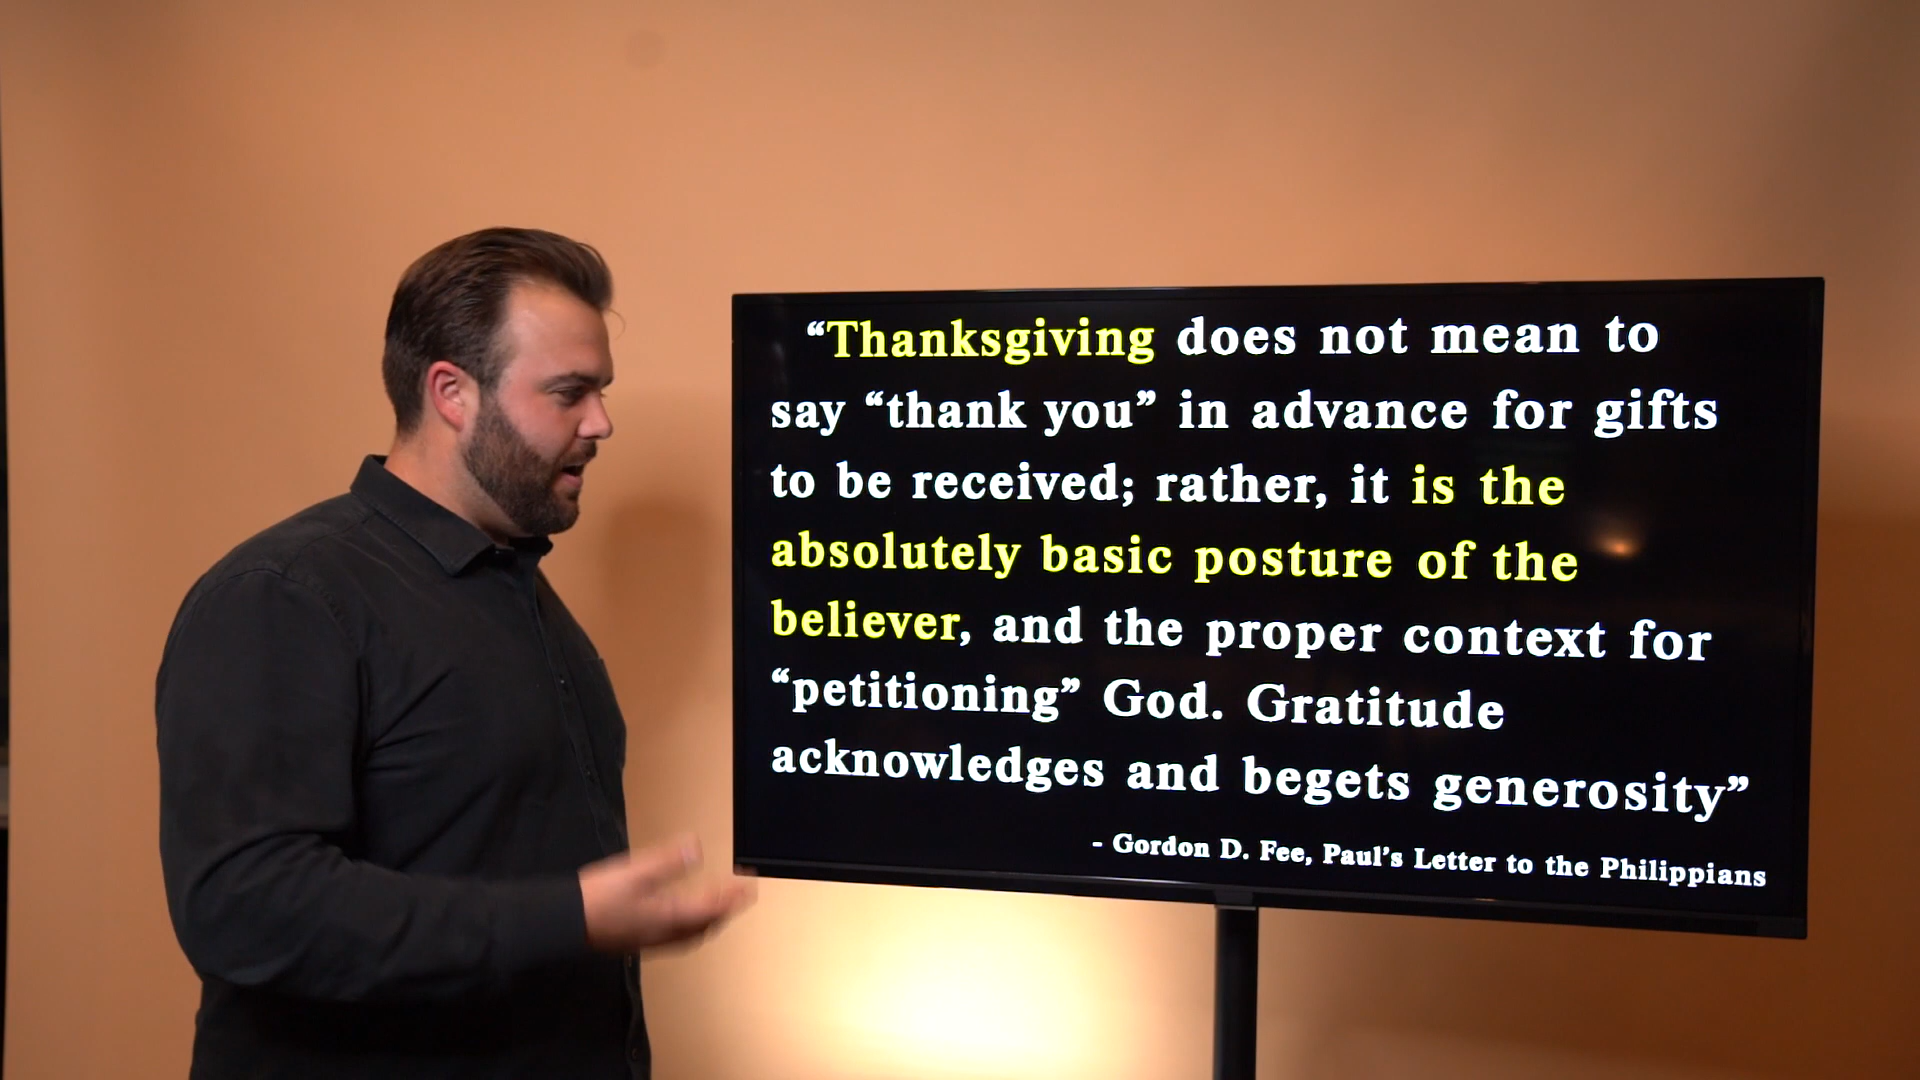 “Thanksgiving does not mean to
say “thank you” in advance for gifts
to be received; rather, it is the
absolutely basic posture of the
believer, and the proper context for
“petitioning” God. Gratitude
acknowledges and begets generosity”
- Gordon D. Fee, Paul’s Letter to the Philippians